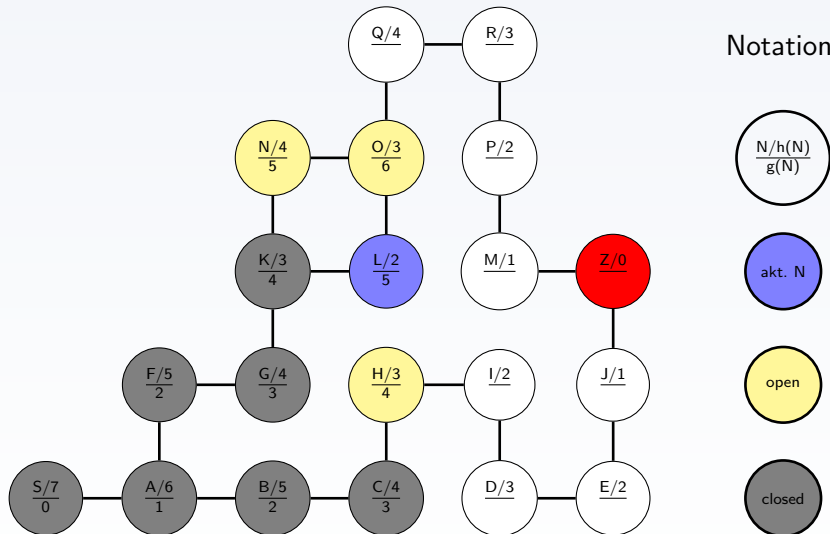 Q/4
R/3
Notation
N/4
5
O/3
6
P/2
N/h(N)
g(N)
K/3
4
L/2
5
M/1
Z/0
akt. N
F/5
2
G/4
3
H/3
4
I/2
J/1
open
S/7
0
A/6
1
B/5
2
C/4
3
D/3
E/2
closed